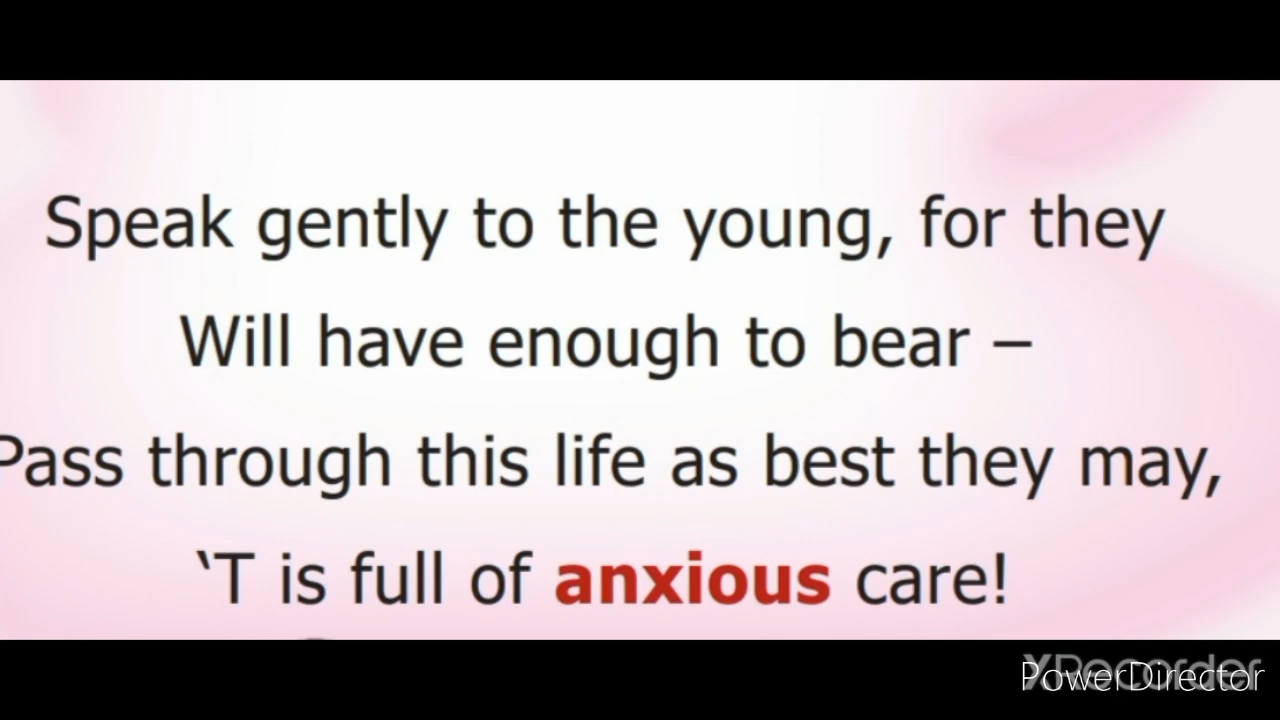 Speak gently to the young, for they
Will have enough to bear –
Pass through this life as best they may,
‘T is full of anxious care!
XRecorder
PowerDirector